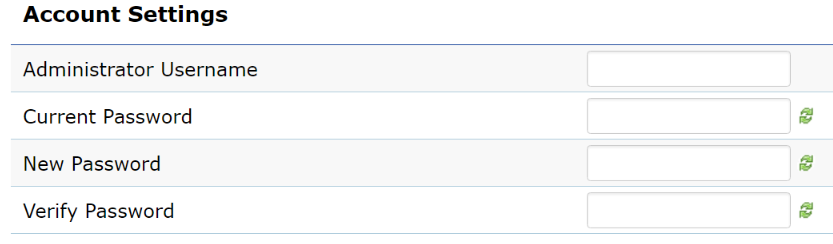 Account Settings
Administrator Username
Current Password
New Password
Verify Password